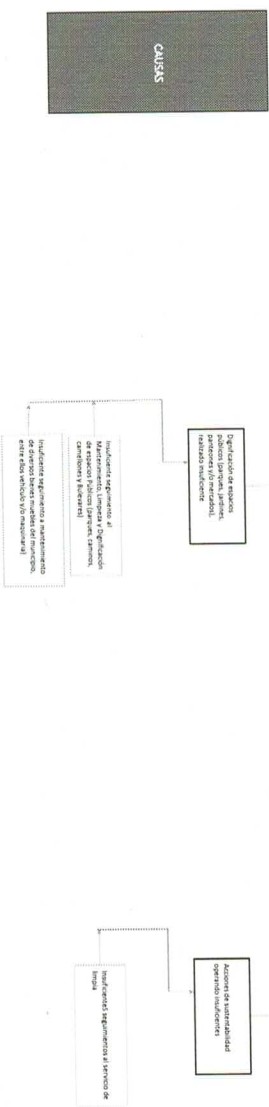 CAUSAS
Dignificación de espacios
públicos (parques, jardines,
panteones y/o mercados),
realizado insuficiente
Insuficiente seguimiento al
Mantenimiento, Limpieza y Dignificación
de espacios Publicos (parques, caminos,
camellones y Bulevares)
Insuficiente seguimiento a mantenimiento
de diversos bienes muebles del municipio,
entre ellos vehiculo y/o maquinaria)
Acciones de sustentabilidad
operando insuficientes
InsuficienteS seguimientos al servicio de
limpia